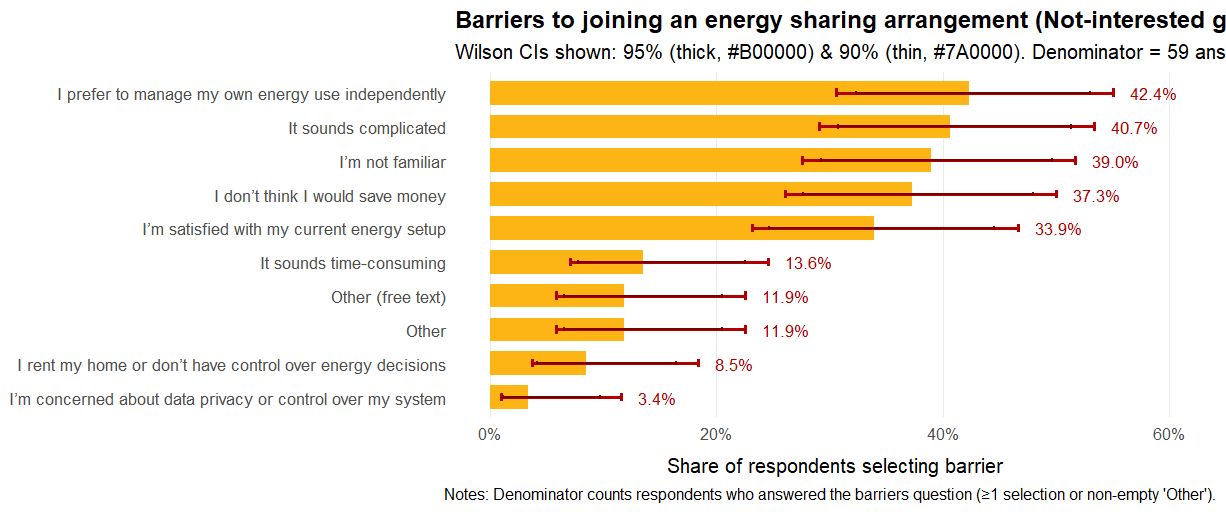 Barriers to joining an energy sharing arrangement (Not-interested g
Wilson CIs shown: 95% (thick, #B00000) & 90% (thin, #7A0000). Denominator = 59 ans
I prefer to manage my own energy use independently 42.4%
It sounds complicated 40.7%
I’m not familiar 39.0%
I don’t think I would save money 37.3%
I’m satisfied with my current energy setup 33.9%
It sounds time-consuming 13.6%
Other (free text) 11.9%
Other 11.9%
I rent my home or don’t have control over energy decisions 8.5%
I’m concerned about data privacy or control over my system 3.4%
0% 20% 40% 60%
Share of respondents selecting barrier
Notes: Denominator counts respondents who answered the barriers question (≥1 selection or non-empty 'Other').